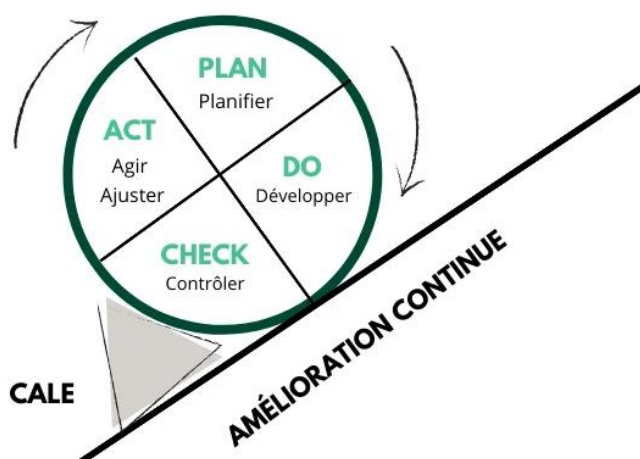 PLAN
Planifier
ACT
Agir
Ajuster
DO
Développer
CHECK
Contrôler
CALE
AMÉLIORATION CONTINUE